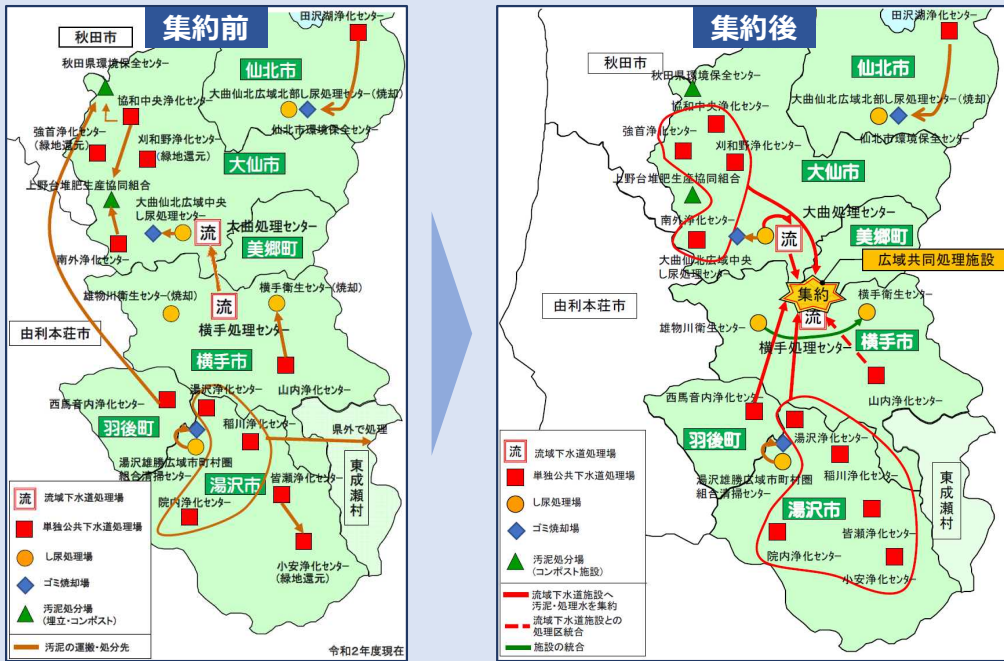 集約前
田沢湖浄化センター
秋田市
秋田県環境保全センター
仙北市
協和中央浄化センター
大曲仙北広域北部し尿処理センター(焼却)
仙北市環境保全センター
強首浄化センター
(緑地還元)
刈和野浄化センター
(緑地還元)
大仙市
上野台堆肥生産協同組合
大曲仙北広域中央
し尿処理センター
流
大曲処理センター
美郷町
南外浄化センター
雄物川衛生センター(焼却)
横手衛生センター(焼却)
流
由利本荘市
横手処理センター
横手市
湯沢浄化センター
山内浄化センター
西馬音内浄化センター
稲川浄化センター
県外で処理
羽後町
湯沢雄勝広域市町村圏
組合清掃センター
湯沢市
皆瀬浄化センター
東成瀬村
院内浄化センター
小安浄化センター
(緑地還元)
流
流域下水道処理場
単独公共下水道処理場
し尿処理場
ゴミ焼却場
汚泥処分場
(埋立・コンポスト)
汚泥の運搬・処分先
令和2年度現在
集約後
田沢湖浄化センター
秋田市
秋田県環境保全センター
仙北市
大曲仙北広域北部し尿処理センター(焼却)
協和中央浄化センター
仙北市環境保全センター
強首浄化センター
刈和野浄化センター
大仙市
上野台堆肥生産協同組合
南外浄化センター
大曲処理センター
流
美郷町
大曲仙北広域中央
し尿処理センター
広域共同処理施設
集約
横手衛生センター
由利本荘市
流
雄物川衛生センター
横手処理センター
横手市
山内浄化センター
西馬音内浄化センター
羽後町
湯沢浄化センター
湯沢雄勝広域市町村圏
組合清掃センター
稲川浄化センター
東成瀬村
湯沢市
皆瀬浄化センター
院内浄化センター
小安浄化センター
流
流域下水道処理場
単独公共下水道処理場
し尿処理場
ゴミ焼却場
汚泥処分場
(コンポスト施設)
流域下水道施設へ
汚泥・処理水を集約
流域下水道施設との
処理区統合
施設の統合